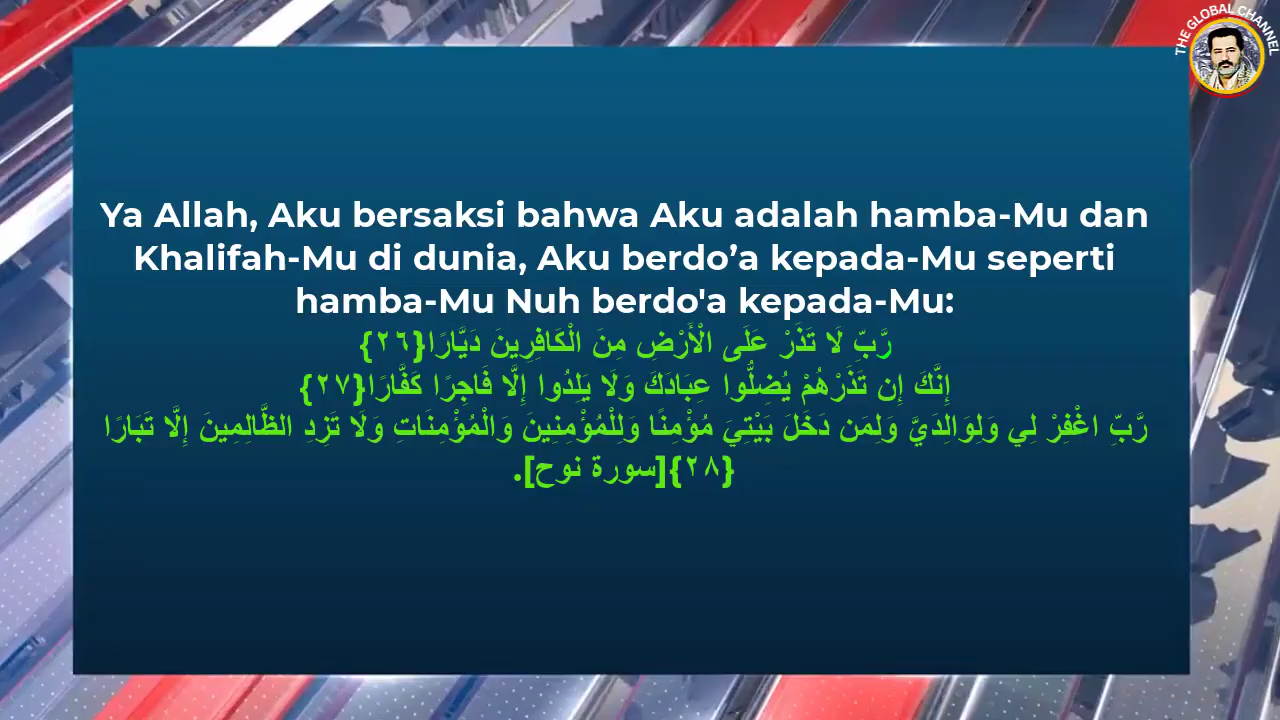 THE GLOBAL CHANNEL
Ya Allah, Aku bersaksi bahwa Aku adalah hamba-Mu dan
Khalifah-Mu di dunia, Aku berdo’a kepada-Mu seperti
hamba-Mu Nuh berdo'a kepada-Mu:
رَّبِّ لَا تَذَرْ عَلَى الْأَرْضِ مِنَ الْكَافِرِينَ دَيَّارًا{٢٦}
إِنَّكَ إِن تَذَرْهُمْ يُضِلُّوا عِبَادَكَ وَلَا يَلِدُوا إِلَّا فَاجِرًا كَفَّارًا{٢٧}
رَّبِّ اغْفِرْ لِي وَلِوَالِدَيَّ وَلِمَن دَخَلَ بَيْتِيَ مُؤْمِنًا وَلِلْمُؤْمِنِينَ وَالْمُؤْمِنَاتِ وَلَا تَزِدِ الظَّالِمِينَ إِلَّا تَبَارًا
{٢٨}[سورة نوح].